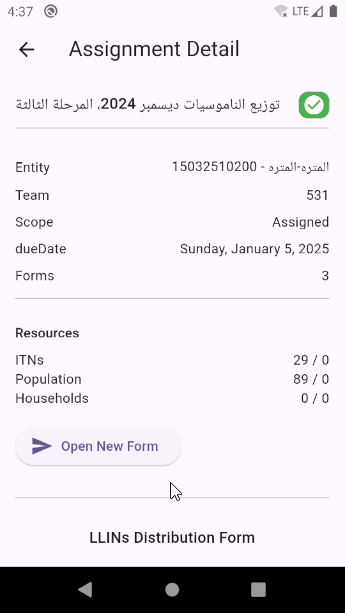 4:37 LTE
Assignment Detail
توزيع الناموسيات ديسمبر 2024، المرحلة الثالثة
Entity المتره-المتره - 15032510200
Team 531
Scope Assigned
dueDate Sunday, January 5, 2025
Forms 3
Resources
ITNs 29 / 0
Population 89 / 0
Households 0 / 0
Open New Form
LLINs Distribution Form